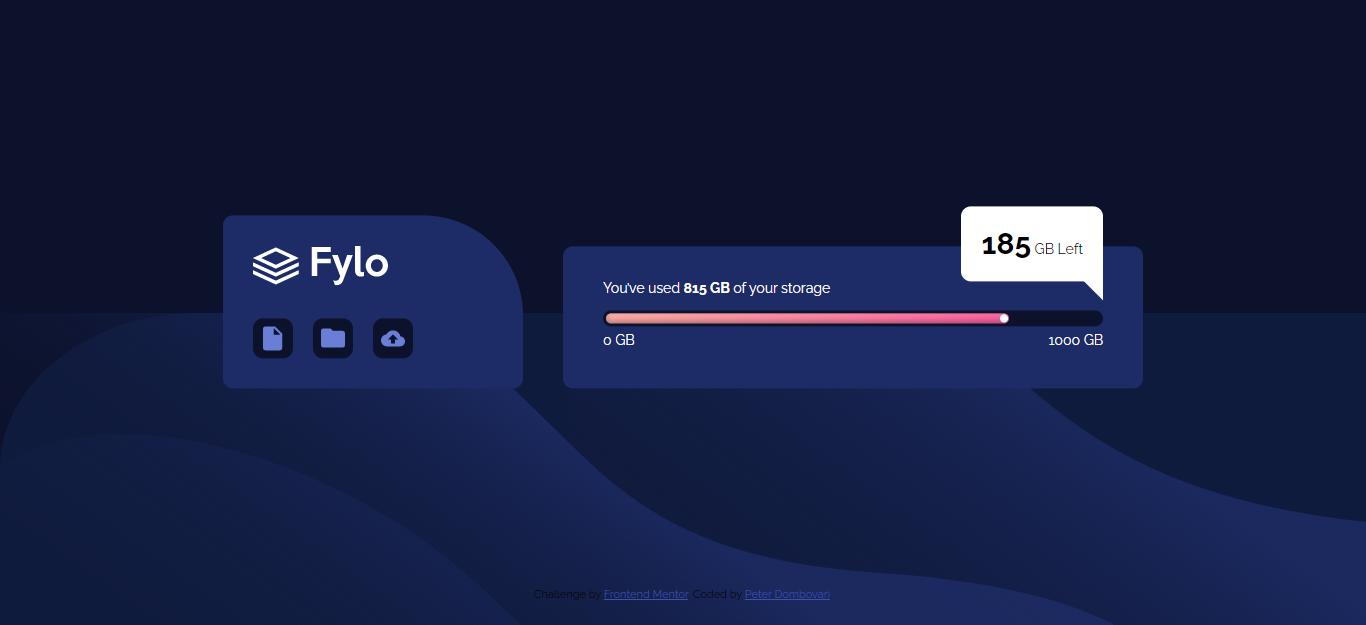 Fylo
185 GB Left
You've used 815 GB of your storage
0 GB
1000 GB
Challenge by Frontend Mentor. Coded by Peter Dombovari